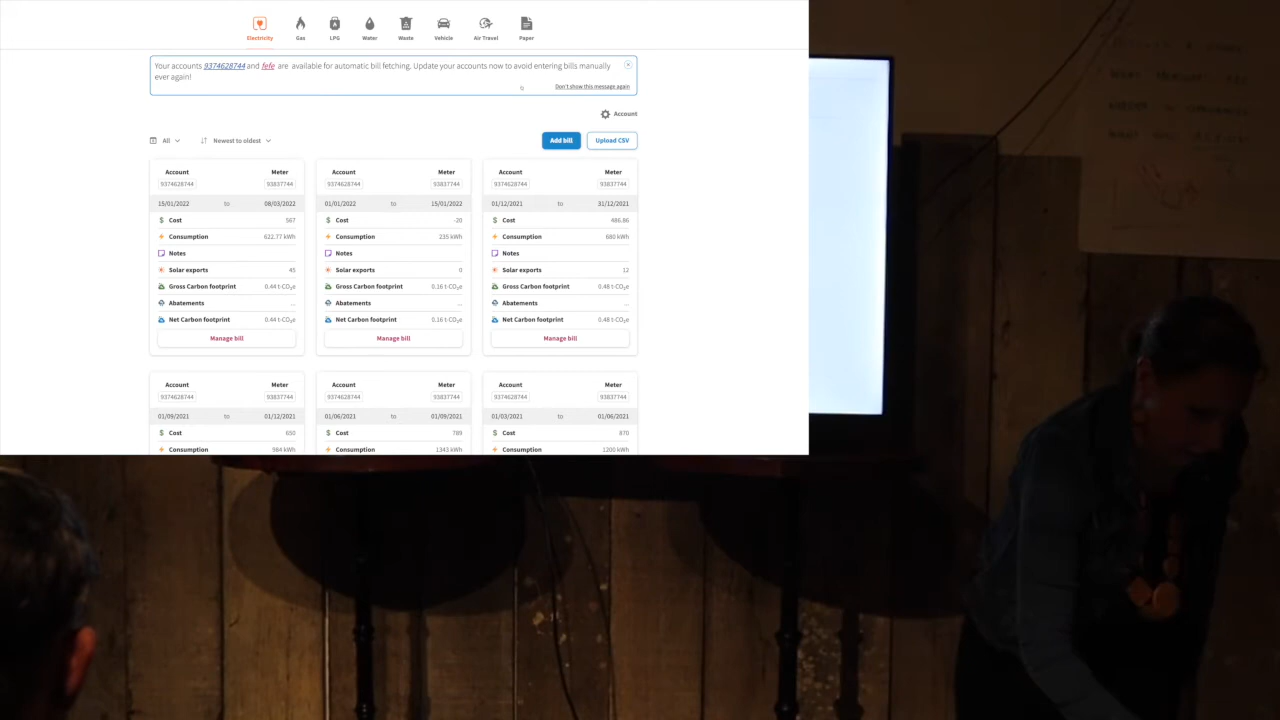 Electricity Gas LPG Water Waste Vehicle Air Travel Paper
Your accounts 9374628744 and fefe are available for automatic bill fetching. Update your accounts now to avoid entering bills manually
ever again!
Don't show this message again
Account
All Newest to oldest Add bill Upload CSV
Account Meter Account Meter Account Meter
9374628744 93837744 9374628744 93837744 9374628744 93837744
15/01/2022 to 08/03/2022 01/01/2022 to 15/01/2022 01/12/2021 to 31/12/2021
$ Cost 567 $ Cost -20 $ Cost 486.86
Consumption 622.77 kWh Consumption 235 kWh Consumption 680 kWh
Notes Notes Notes
Solar exports 45 Solar exports 0 Solar exports 12
Gross Carbon footprint 0.44 t-CO₂e Gross Carbon footprint 0.16 t-CO₂e Gross Carbon footprint 0.48 t-CO₂e
Abatements ... Abatements ... Abatements ...
Net Carbon footprint 0.44 t-CO₂e Net Carbon footprint 0.16 t-CO₂e Net Carbon footprint 0.48 t-CO₂e
Manage bill Manage bill Manage bill
Account Meter Account Meter Account Meter
9374628744 93837744 9374628744 93837744 9374628744 93837744
01/09/2021 to 01/12/2021 01/06/2021 to 01/09/2021 01/03/2021 to 01/06/2021
$ Cost 650 $ Cost 789 $ Cost 870
Consumption 984 kWh Consumption 1343 kWh Consumption 1200 kWh